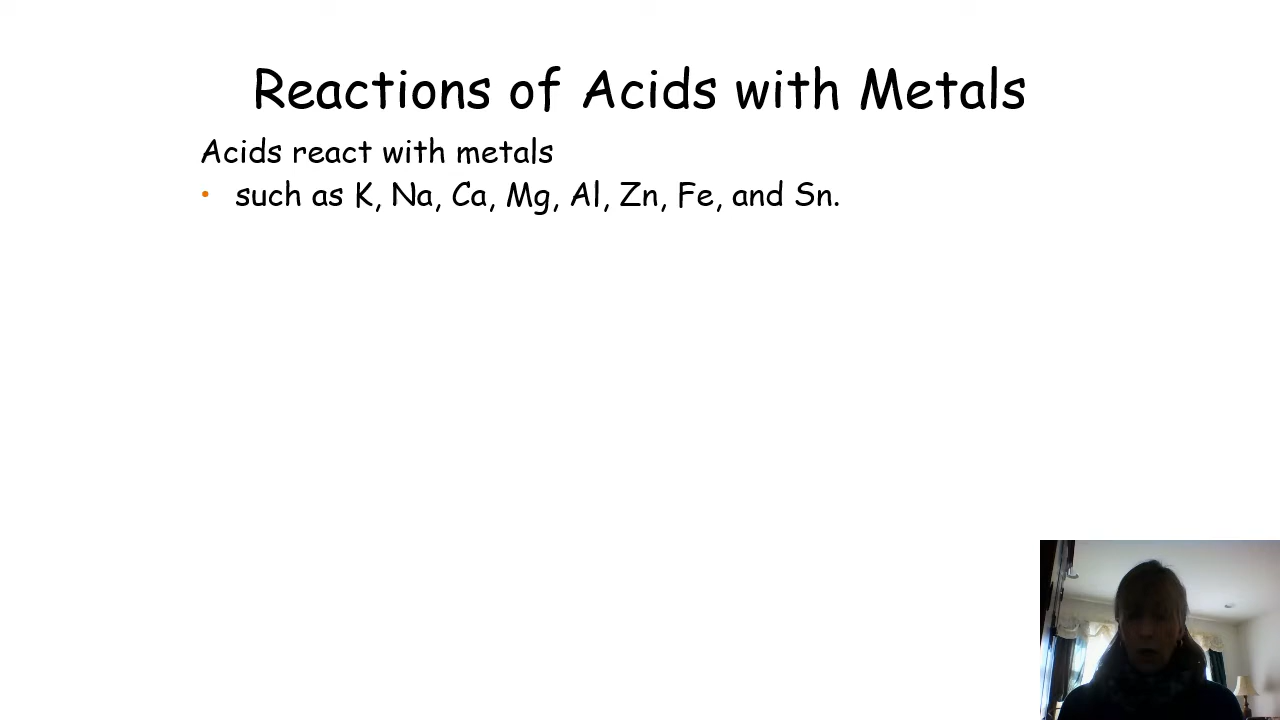 Reactions of Acids with Metals
Acids react with metals
• such as K, Na, Ca, Mg, Al, Zn, Fe, and Sn.